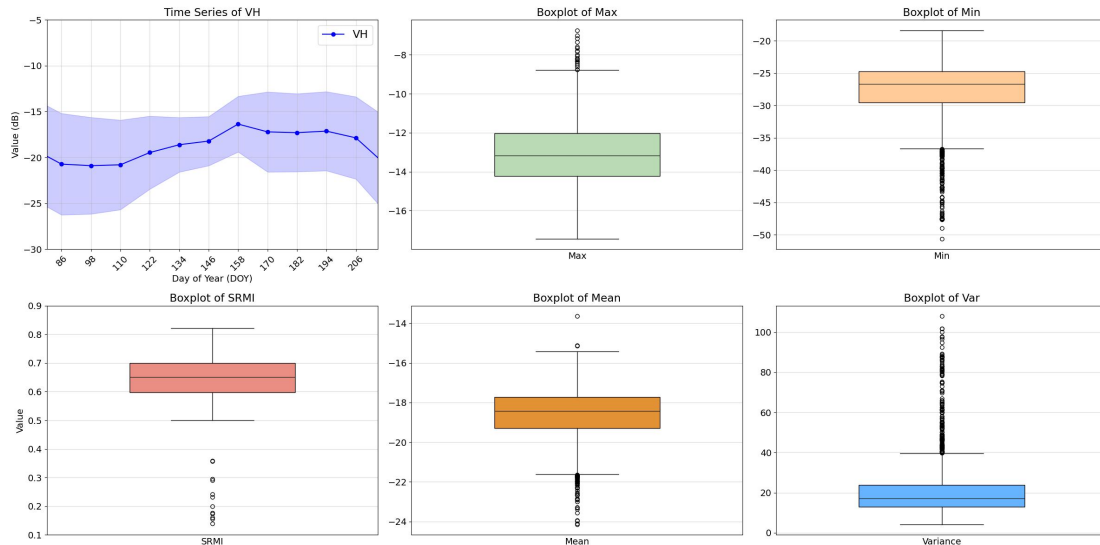 Time Series of VH
−5
−10
−15
−20
−25
−30
Value (dB)
VH
86 98 110 122 134 146 158 170 182 194 206
Day of Year (DOY)
Boxplot of Max
−8
−10
−12
−14
−16
Max
Boxplot of Min
−20
−25
−30
−35
−40
−45
−50
Min
Boxplot of SRMI
0.9
0.8
0.7
0.6
0.5
0.4
0.3
0.2
0.1
Value
SRMI
Boxplot of Mean
−14
−16
−18
−20
−22
−24
Mean
Boxplot of Var
100
80
60
40
20
0
Variance